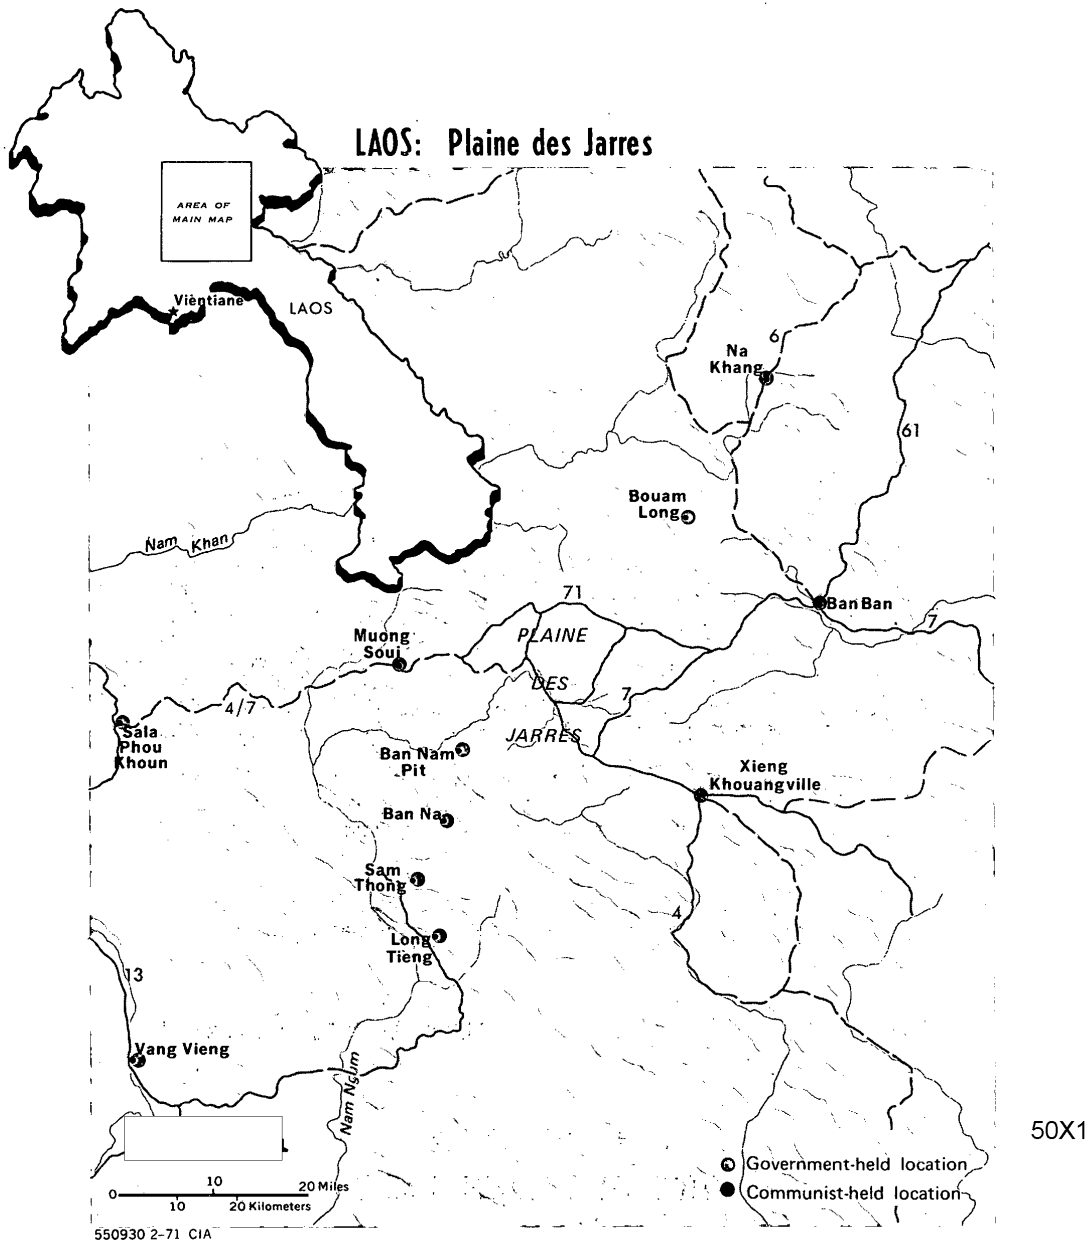 LAOS: Plaine des Jarres
AREA OF
MAIN MAP
Vientiane
LAOS
6
Na
Khang
61
Bouam
Long
Nam Khan
71
Ban Ban
7
Muong
Soui
PLAINE
DES
JARRES
7
4/7
Sala
Phou
Khoun
Ban Nam
Pit
Xieng
Khouangville
Ban Na
Sam
Thong
4
Long
Tieng
13
Vang Vieng
Nam Ngum
50X1
Government-held location
Communist-held location
0 10 20 Miles
10 20 Kilometers
550930 2-71 CIA